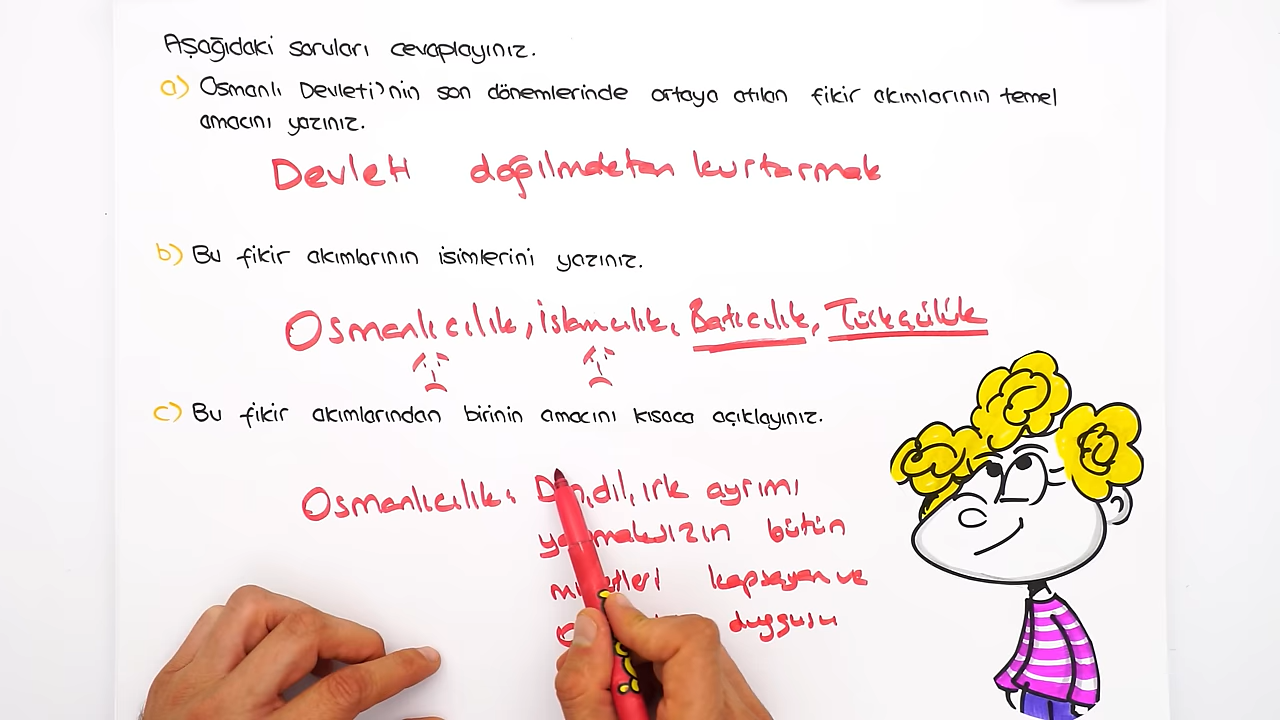 Aşağıdaki soruları cevaplayınız.
a) Osmanlı Devleti'nin son dönemlerinde ortaya atılan fikir akımlarının temel
amacını yazınız.
Devleti dağılmaktan kurtarmak
b) Bu fikir akımlarının isimlerini yazınız.
Osmanlıcılık, İslamcılık, Batıcılık, Türkçülük
c) Bu fikir akımlarından birinin amacını kısaca açıklayınız.
Osmanlıcılık: Din, dil, ırk ayrımı
yapmaksızın bütün
milletleri kapsayan ve
duygusu